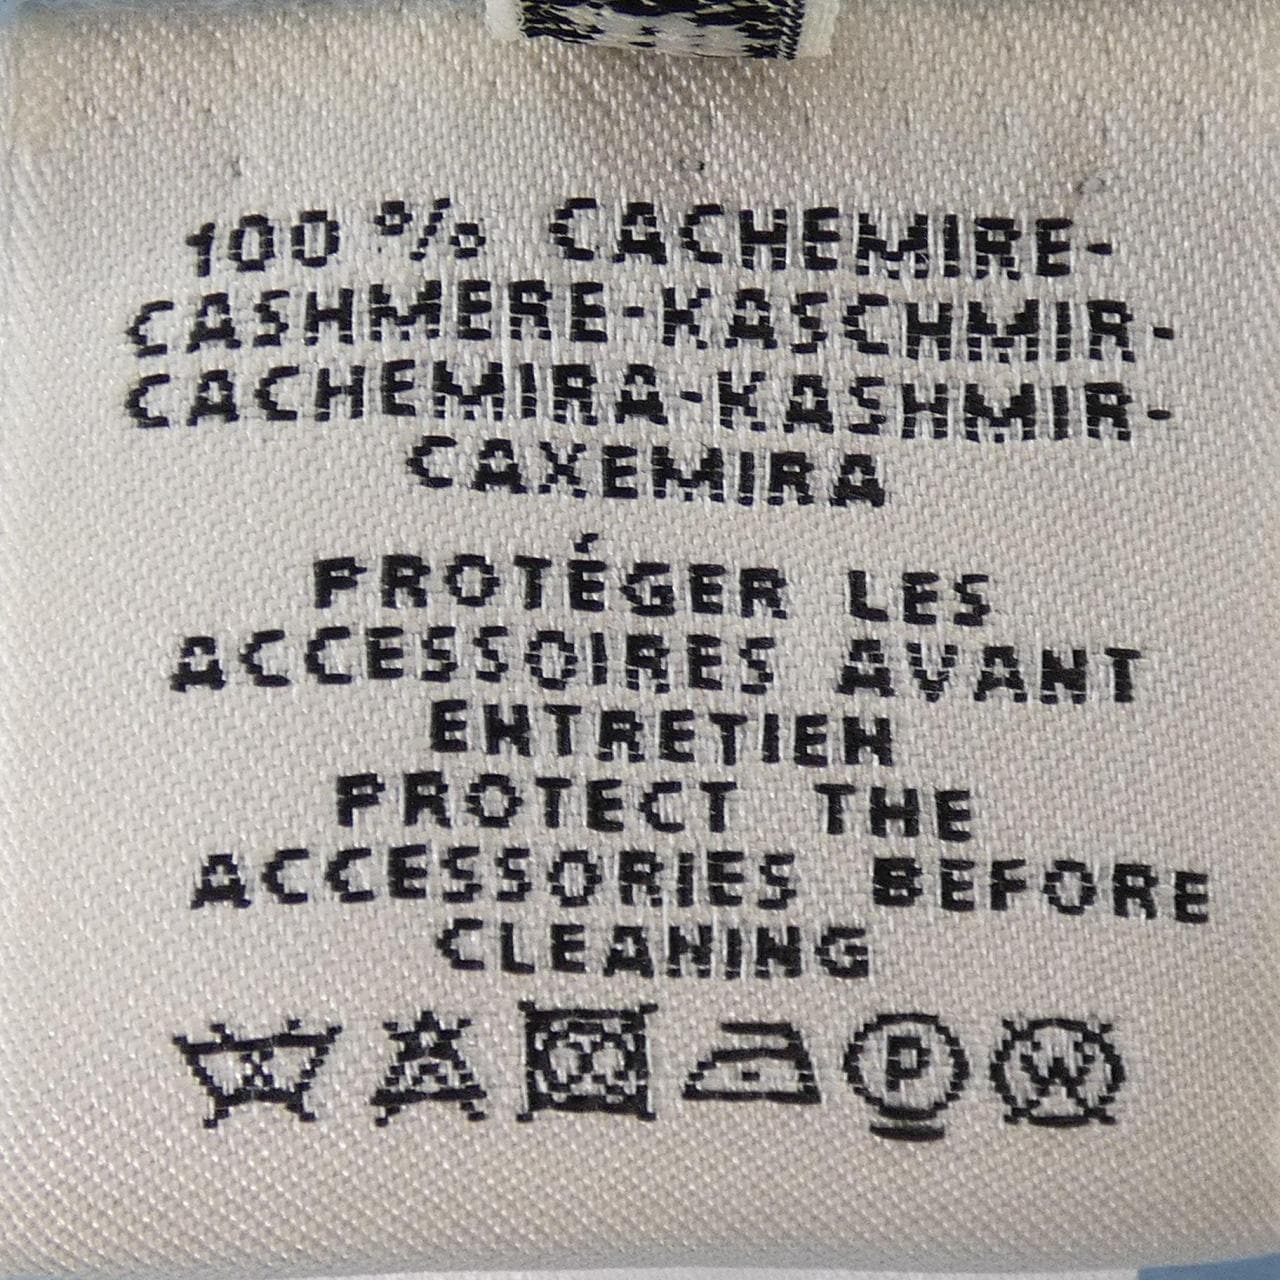 100 % CACHEMIRE-
CASHMERE-KASCHMIR-
CACHEMIRA-KASHMIR-
CAXEMIRA
PROTÉGER LES
ACCESSOIRES AVANT
ENTRETIEN
PROTECT THE
ACCESSORIES BEFORE
CLEANING
P W